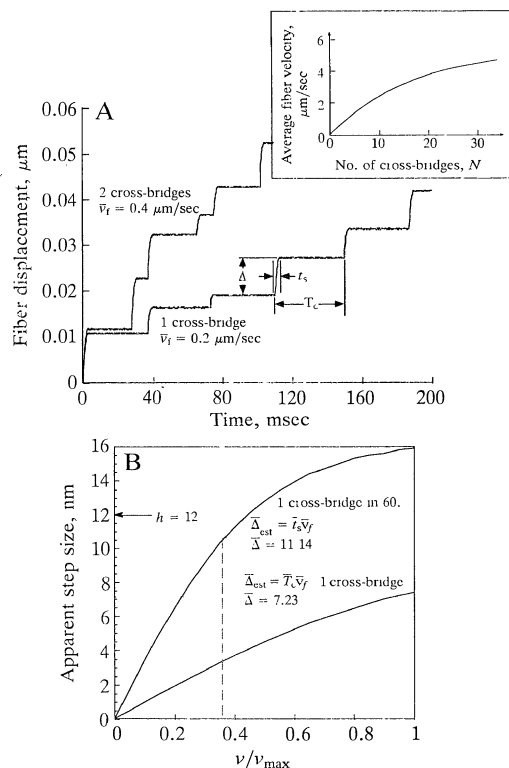 A
Fiber displacement, μm
0.06
0.05
0.04
0.03
0.02
0.01
0
2 cross-bridges
v̄f = 0.4 μm/sec
1 cross-bridge
v̄f = 0.2 μm/sec
Δ
ts
Tc
0 40 80 120 160 200
Time, msec
Average fiber velocity,
μm/sec
6
4
2
0
0 10 20 30
No. of cross-bridges, N
B
Apparent step size, nm
16
14
12
10
8
6
4
2
0
h = 12
1 cross-bridge in 60.
Δ̄est = t̄sv̄f
Δ̄ = 11 14
Δ̄est = T̄cv̄f 1 cross-bridge
Δ̄ = 7.23
0 0.2 0.4 0.6 0.8 1
v/vmax